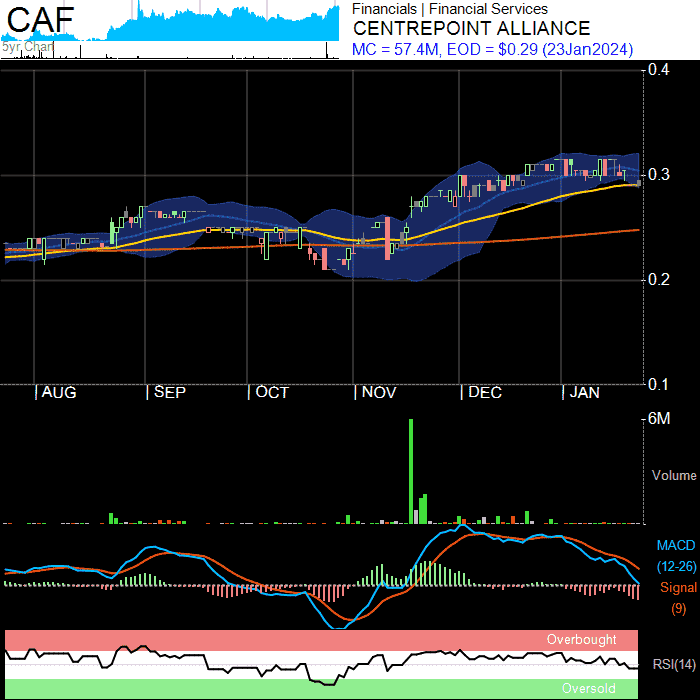 CAF
5yr Chart
Financials | Financial Services
CENTREPOINT ALLIANCE
MC = 57.4M, EOD = $0.29 (23Jan2024)
0.4
0.3
0.2
0.1
AUG SEP OCT NOV DEC JAN
6M
Volume
MACD
(12-26)
Signal
(9)
Overbought
RSI(14)
Oversold